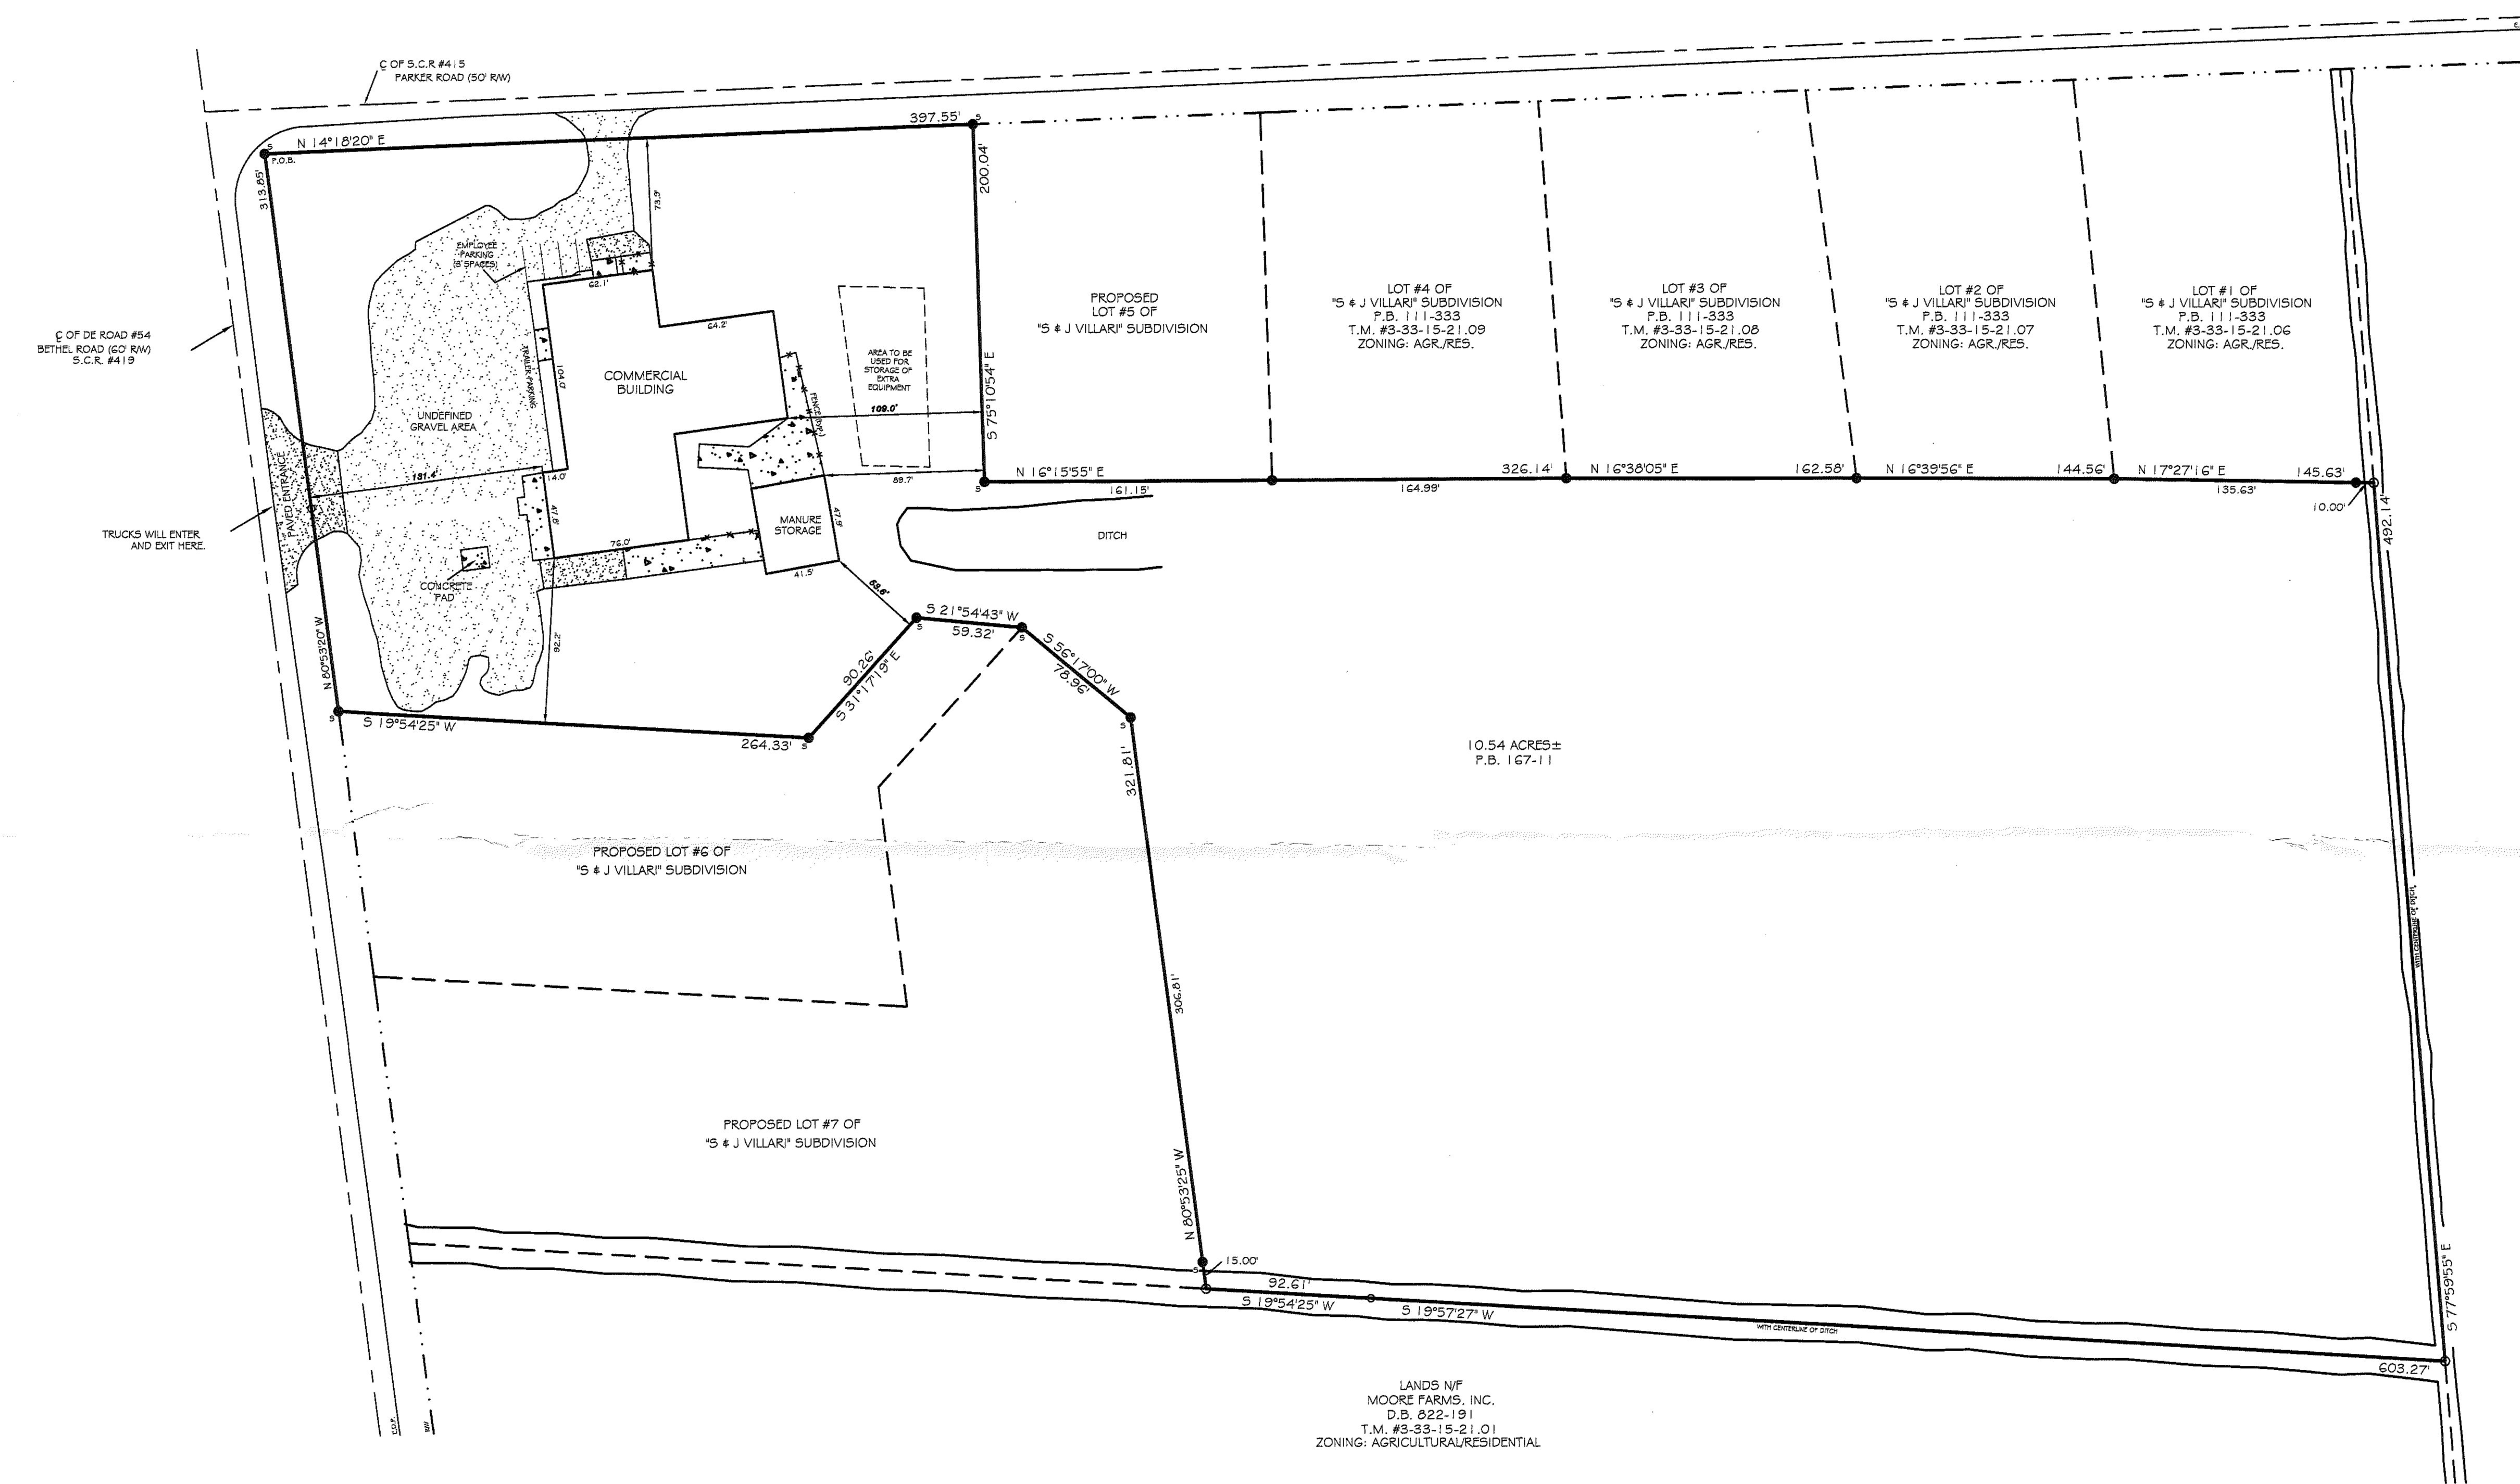 ℄ OF S.C.R #415
PARKER ROAD (50' R/W)
397.55'
S
N 14°18'20" E
S
P.O.B.
313.85'
200.04'
73.9'
EMPLOYEE
PARKING
(8 SPACES)
62.1'
64.2'
℄ OF DE ROAD #54
BETHEL ROAD (60' R/W)
S.C.R. #419
TRAILER PARKING
104.0'
COMMERCIAL
BUILDING
AREA TO BE
USED FOR
STORAGE OF
EXTRA
EQUIPMENT
FENCE (typ.)
109.0'
S 75°10'54" E
PROPOSED
LOT #5 OF
"S & J VILLARI" SUBDIVISION
LOT #4 OF
"S & J VILLARI" SUBDIVISION
P.B. 111-333
T.M. #3-33-15-21.09
ZONING: AGR./RES.
LOT #3 OF
"S & J VILLARI" SUBDIVISION
P.B. 111-333
T.M. #3-33-15-21.08
ZONING: AGR./RES.
LOT #2 OF
"S & J VILLARI" SUBDIVISION
P.B. 111-333
T.M. #3-33-15-21.07
ZONING: AGR./RES.
LOT #1 OF
"S & J VILLARI" SUBDIVISION
P.B. 111-333
T.M. #3-33-15-21.06
ZONING: AGR./RES.
UNDEFINED
GRAVEL AREA
PAVED ENTRANCE
131.4'
14.0'
89.7'
S
N 16°15'55" E
161.15'
164.99'
326.14'
N 16°38'05" E
162.58'
N 16°39'56" E
144.56'
N 17°27'16" E
135.63'
145.63'
10.00'
492.14'
TRUCKS WILL ENTER
AND EXIT HERE.
47.8'
MANURE
STORAGE
47.9'
DITCH
76.0'
41.5'
CONCRETE
PAD
68.6'
92.2'
N 80°53'20" W
S
S 21°54'43" W
59.32'
S
S 56°17'00" W
78.96'
S
90.26'
S 31°17'19" E
S
S 19°54'25" W
264.33'
S
321.81'
10.54 ACRES±
P.B. 167-11
PROPOSED LOT #6 OF
"S & J VILLARI" SUBDIVISION
WITH CENTERLINE OF DITCH
306.81'
PROPOSED LOT #7 OF
"S & J VILLARI" SUBDIVISION
N 80°53'25" W
S
15.00'
92.61'
S 19°54'25" W
S 19°57'27" W
WITH CENTERLINE OF DITCH
S 77°59'55" E
603.27'
LANDS N/F
MOORE FARMS, INC.
D.B. 822-191
T.M. #3-33-15-21.01
ZONING: AGRICULTURAL/RESIDENTIAL
E.O.P.
R/W